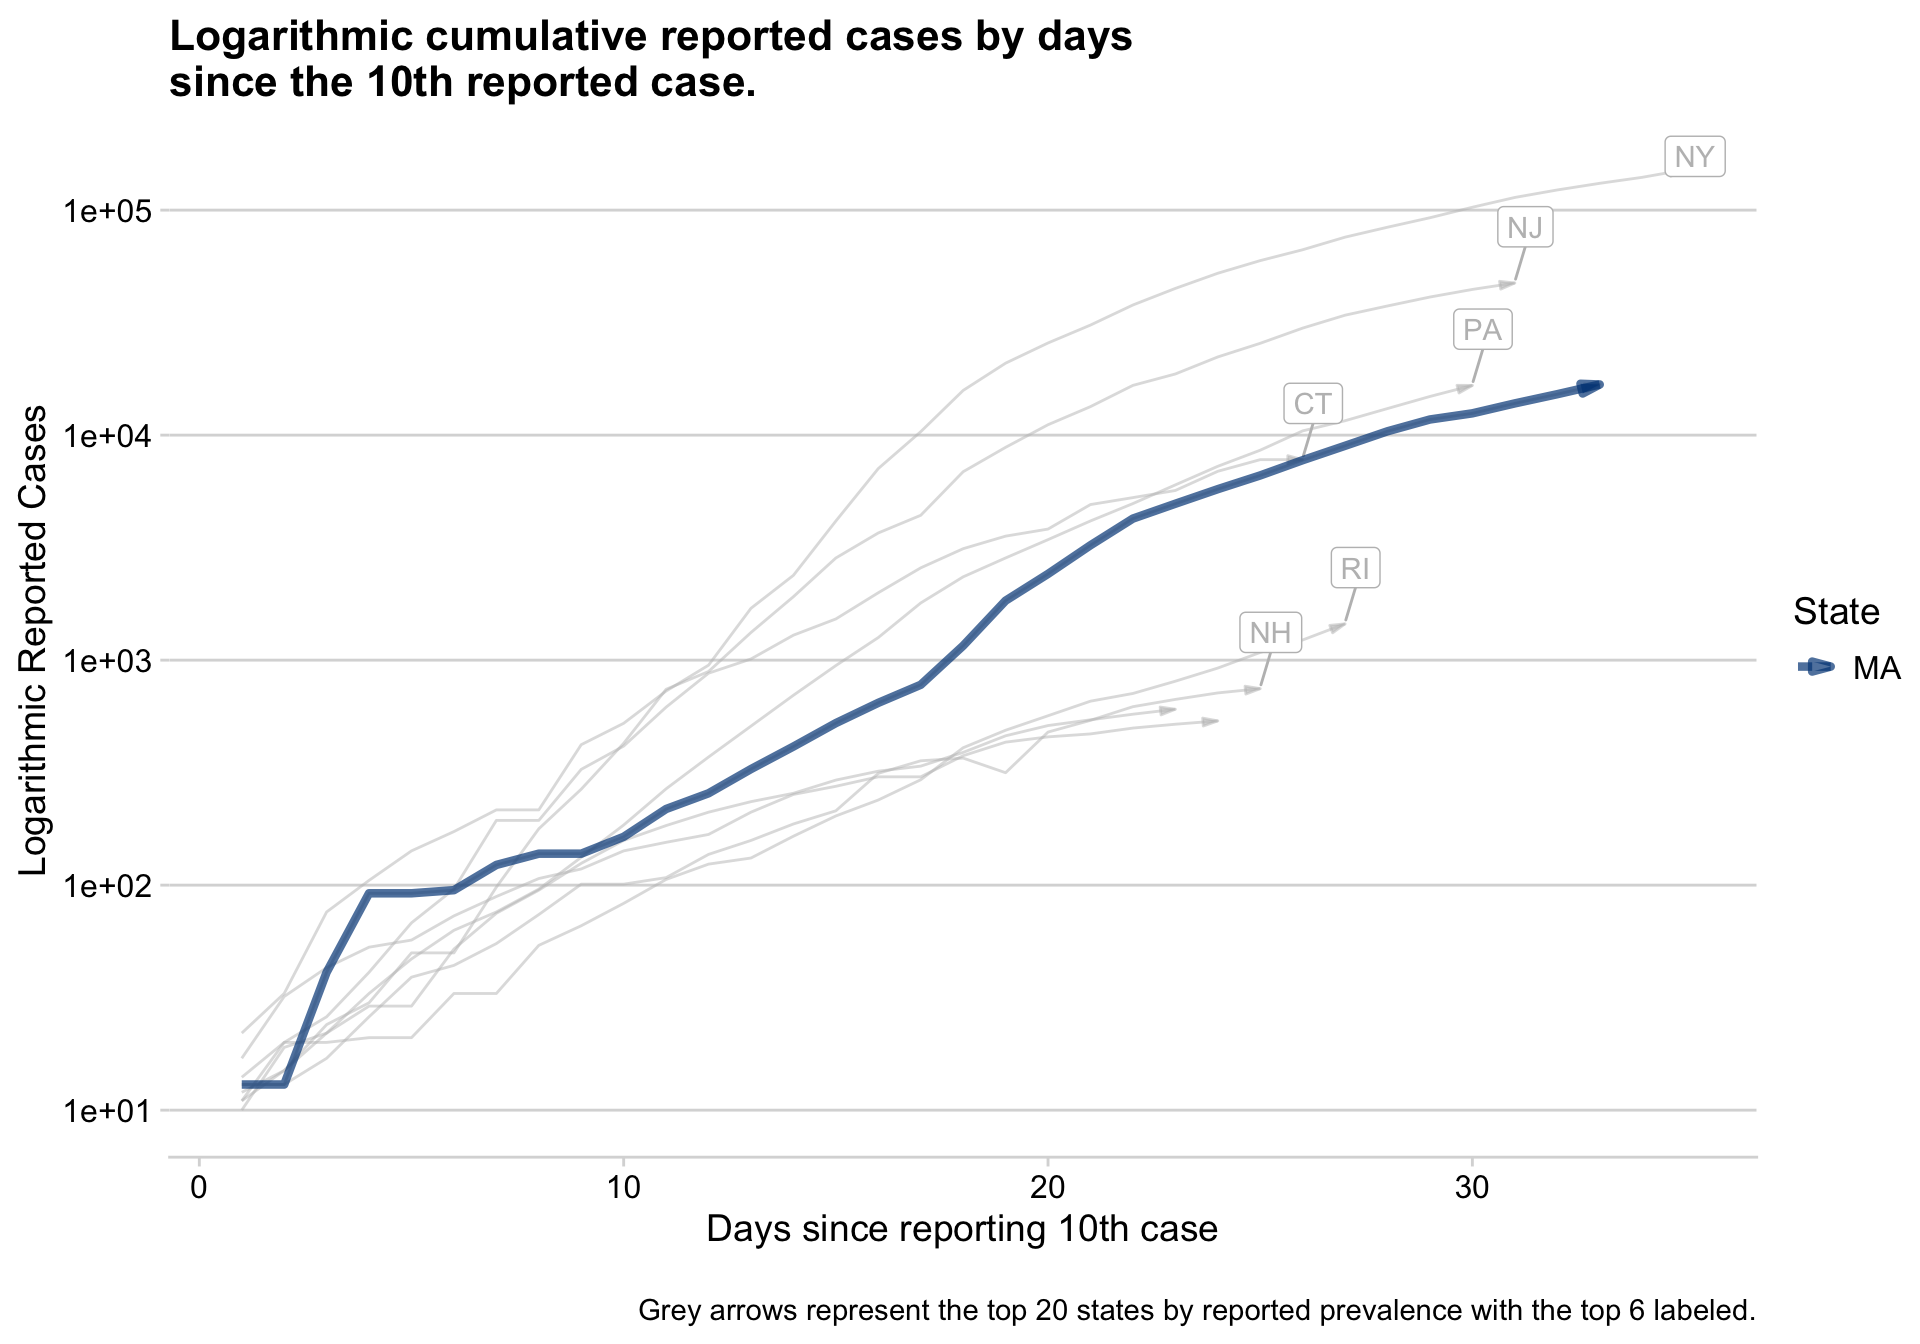 Logarithmic cumulative reported cases by days
since the 10th reported case.
NY
1e+05
NJ
PA
CT
1e+04
RI
NH
1e+03
1e+02
1e+01
Logarithmic Reported Cases
State
MA
0 10 20 30
Days since reporting 10th case
Grey arrows represent the top 20 states by reported prevalence with the top 6 labeled.